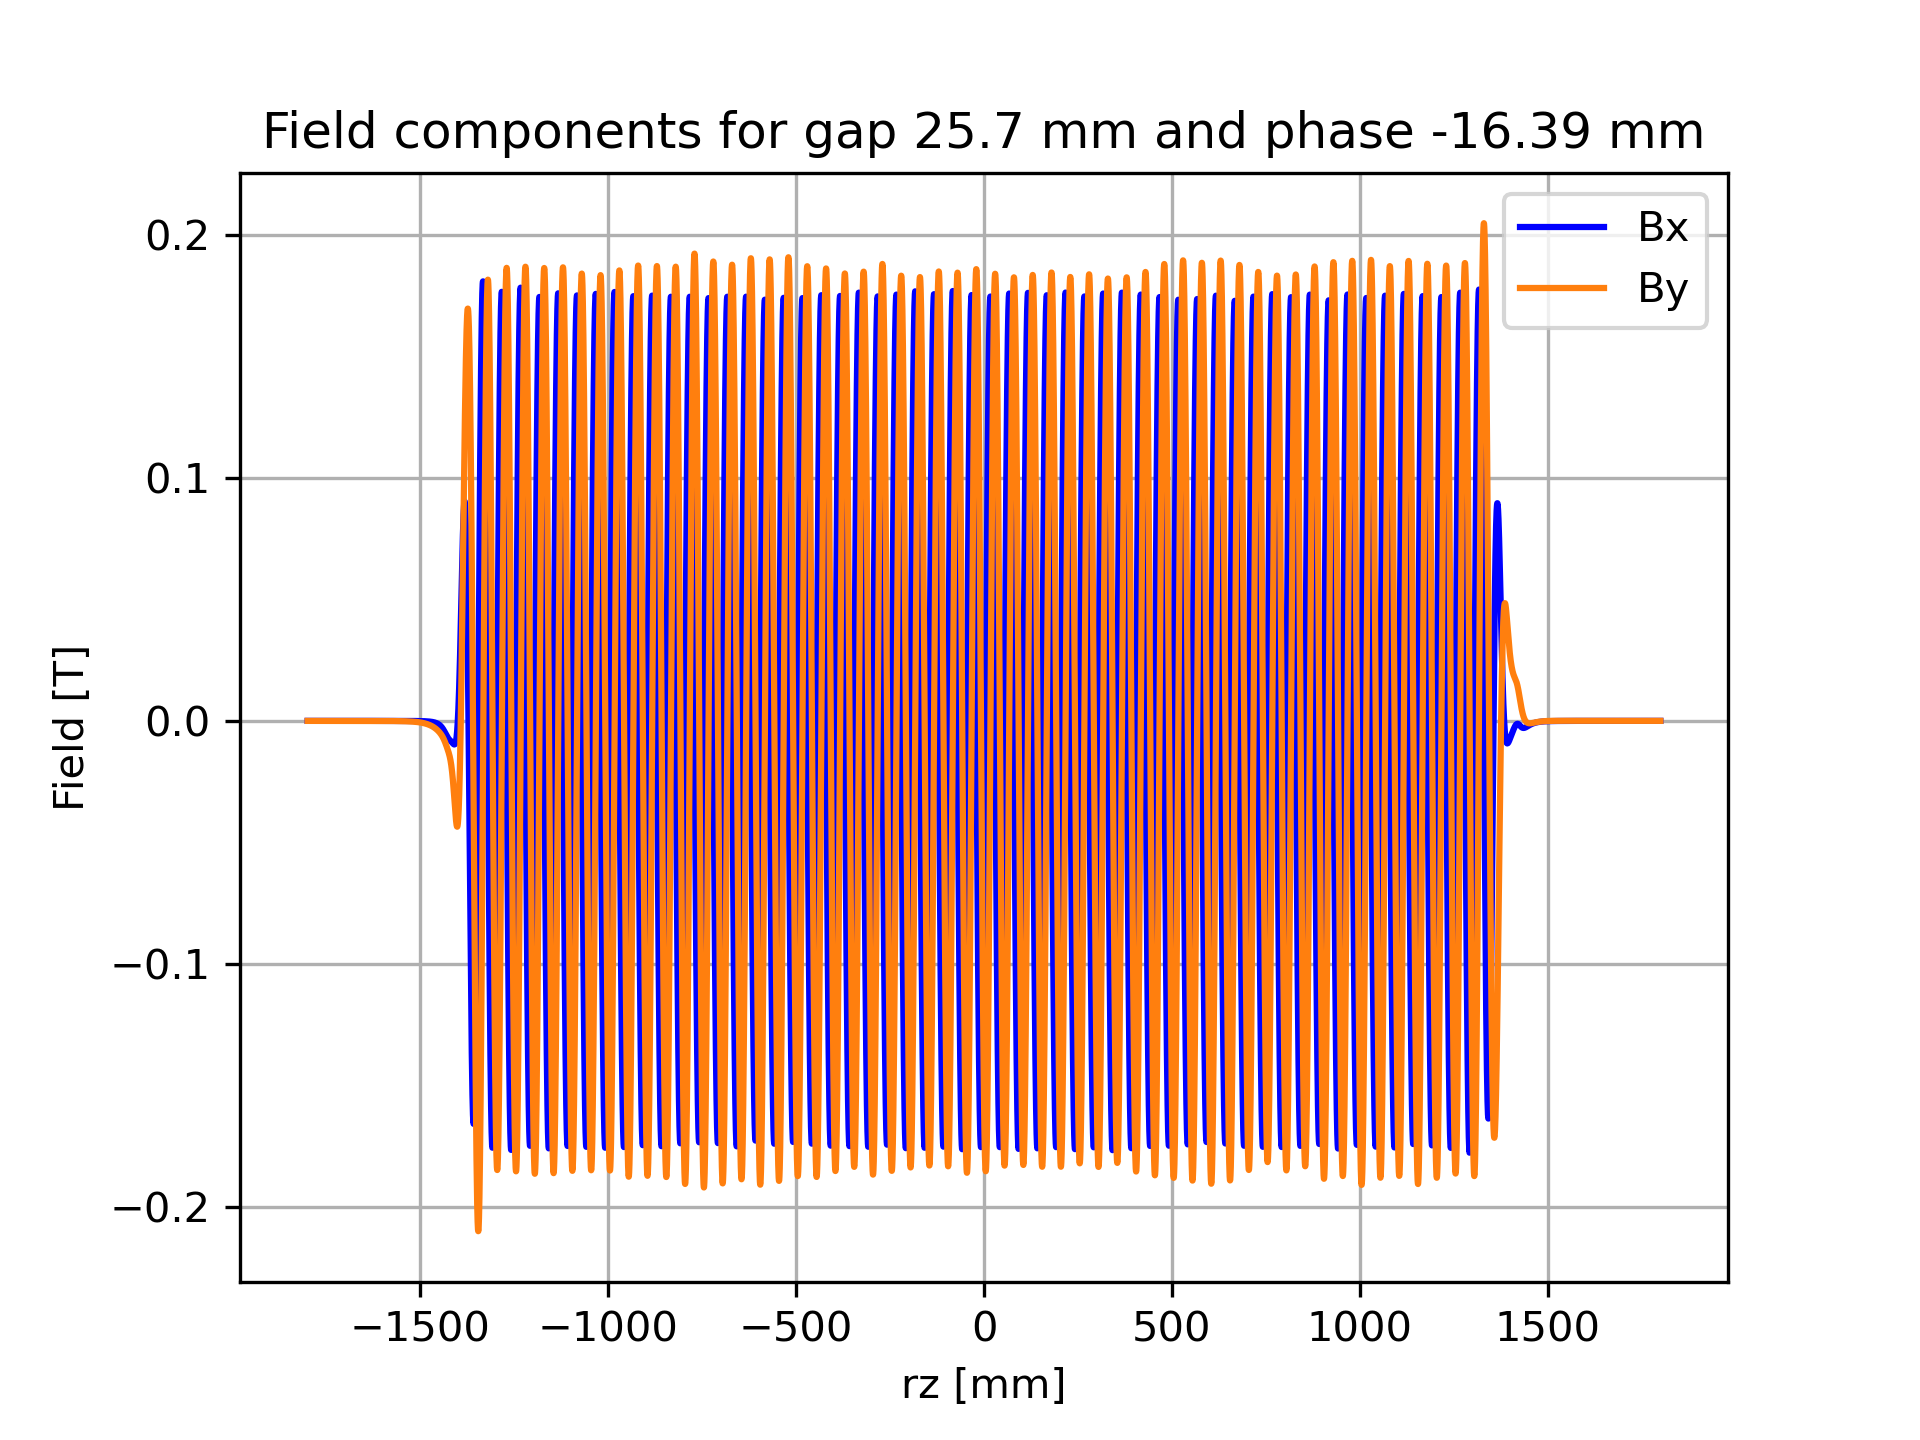 Field components for gap 25.7 mm and phase -16.39 mm
Bx
By
0.2
0.1
0.0
−0.1
−0.2
Field [T]
−1500 −1000 −500 0 500 1000 1500
rz [mm]